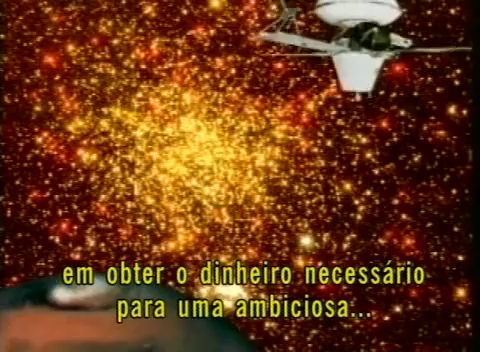 em obter o dinheiro necessário
para uma ambiciosa...